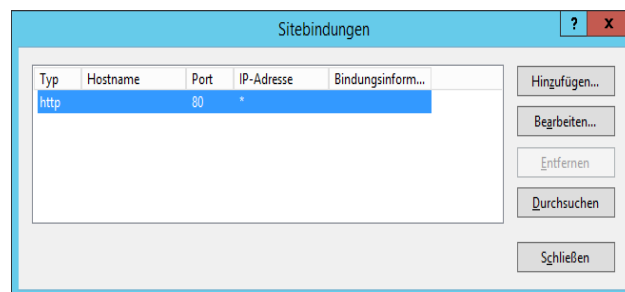 Sitebindungen
? x
Typ Hostname Port IP-Adresse Bindungsinform...
http 80 *
Hinzufügen...
Bearbeiten...
Entfernen
Durchsuchen
Schließen